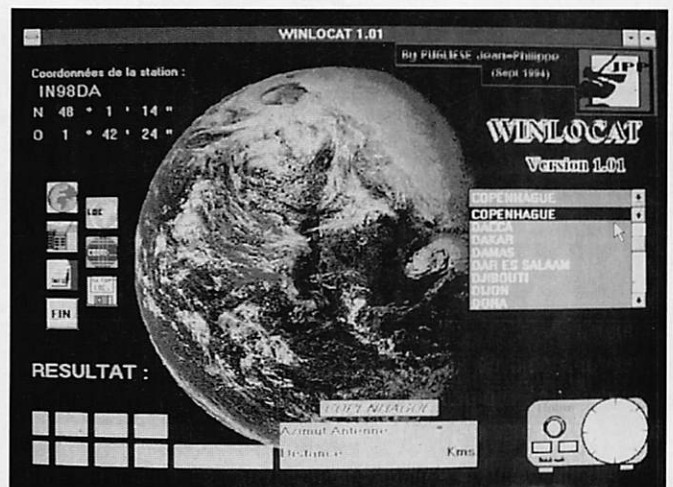 WINLOCAT 1.01
By PUGLIESE Jean-Philippe
(Sept 1994)
JPP
Coordonnées de la station :
IN98DA
N 48 ° 1 ' 14 "
O 1 ° 42 ' 24 "
WINLOCAT
Version 1.01
LOC
FIN
COPENHAGUE
COPENHAGUE
DACCA
DAKAR
DAMAS
DAR ES SALAAM
DJIBOUTI
DIJON
DOHA
RESULTAT :
COPENHAGUE
Azimut Antenne °
Distance Kms